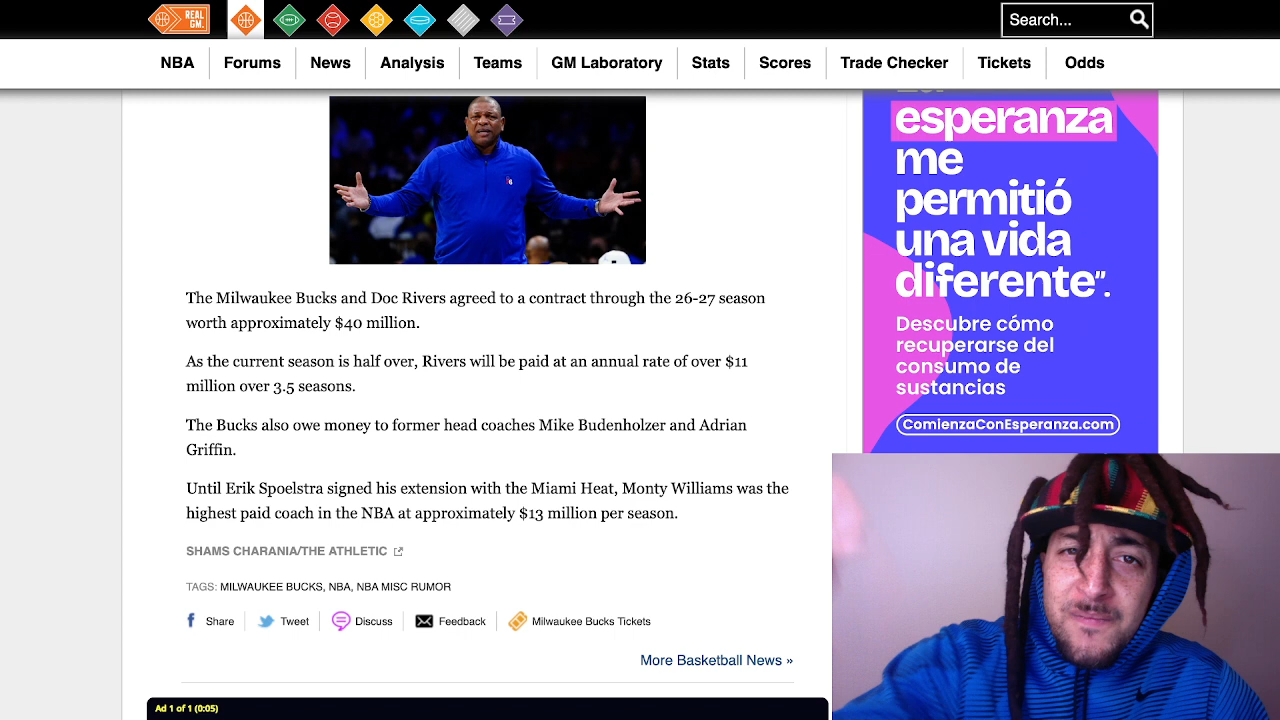 REAL
GM.
Search...
NBA
Forums
News
Analysis
Teams
GM Laboratory
Stats
Scores
Trade Checker
Tickets
Odds
The Milwaukee Bucks and Doc Rivers agreed to a contract through the 26-27 season
worth approximately $40 million.
As the current season is half over, Rivers will be paid at an annual rate of over $11
million over 3.5 seasons.
The Bucks also owe money to former head coaches Mike Budenholzer and Adrian
Griffin.
Until Erik Spoelstra signed his extension with the Miami Heat, Monty Williams was the
highest paid coach in the NBA at approximately $13 million per season.
SHAMS CHARANIA/THE ATHLETIC
TAGS: MILWAUKEE BUCKS, NBA, NBA MISC RUMOR
Share
Tweet
Discuss
Feedback
Milwaukee Bucks Tickets
More Basketball News »
Ad 1 of 1 (0:05)
esperanza
me
permitió
una vida
diferente”.
Descubre cómo
recuperarse del
consumo de
sustancias
ComienzaConEsperanza.com